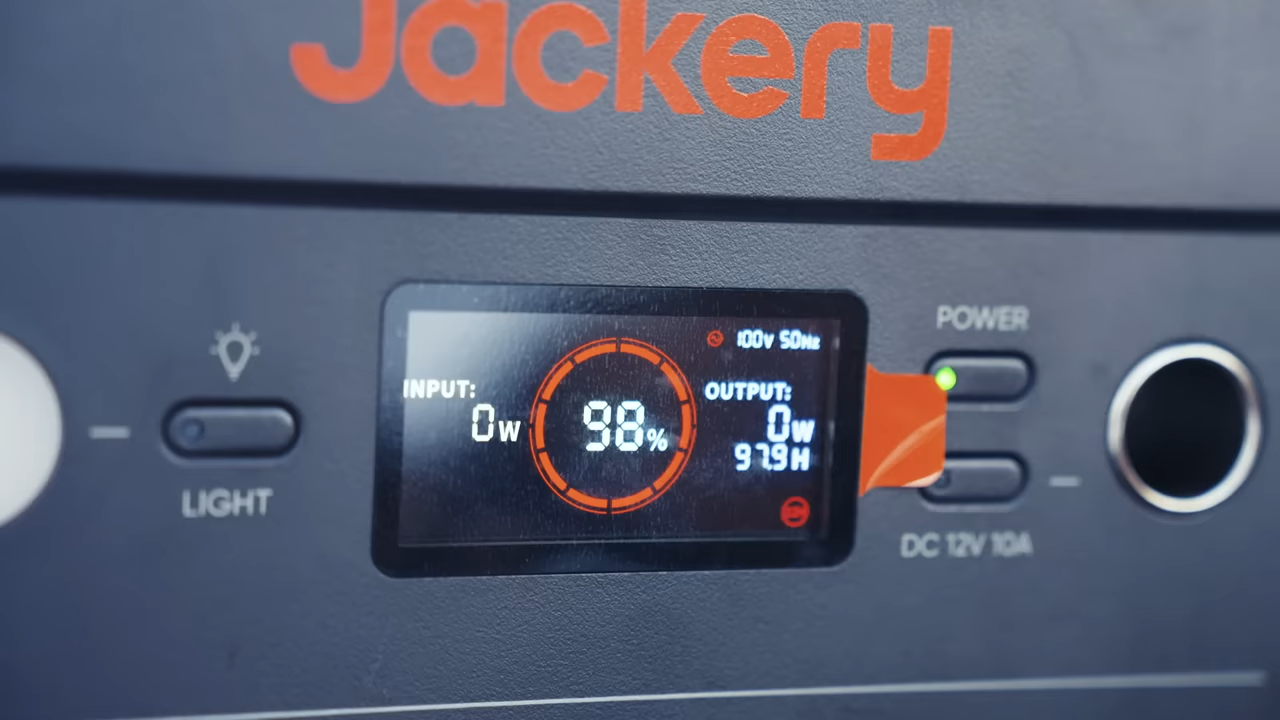 Jackery
POWER
100V 50Hz
INPUT:
0W
98%
OUTPUT:
0W
97.9H
LIGHT
DC 12V 10A